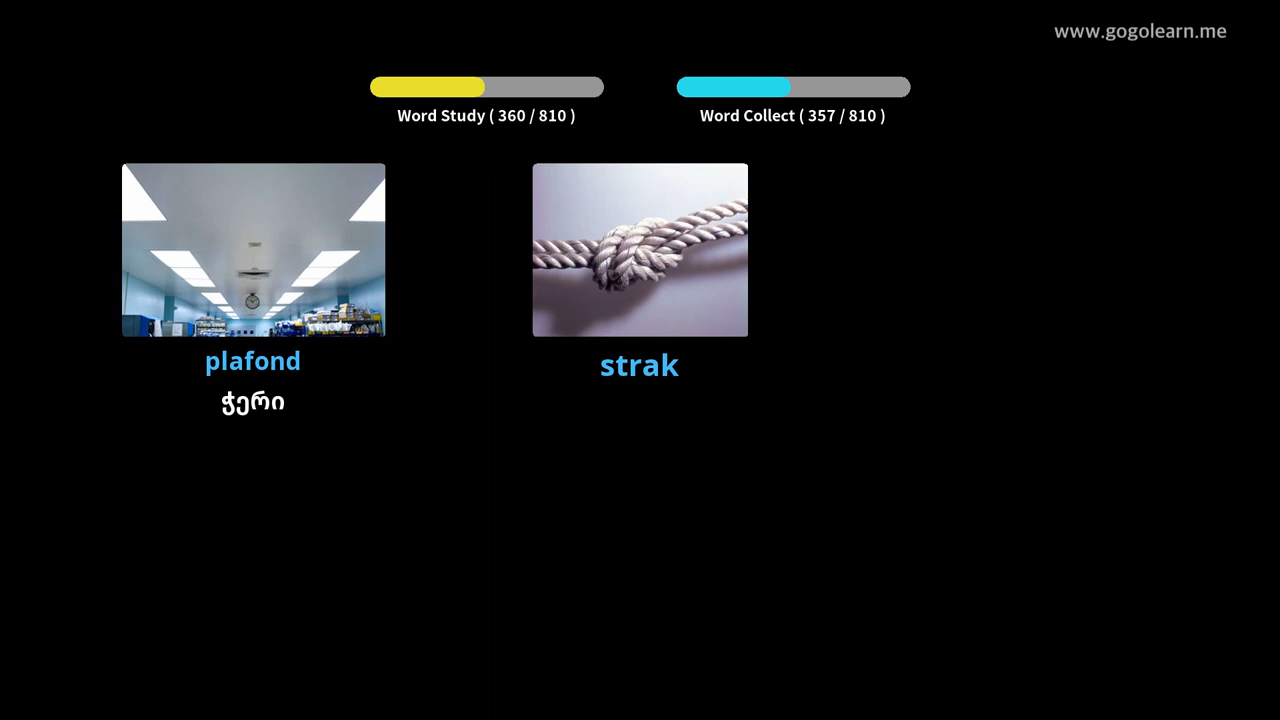 www.gogolearn.me
Word Study ( 360 / 810 )
Word Collect ( 357 / 810 )
plafond
ჭერი
strak